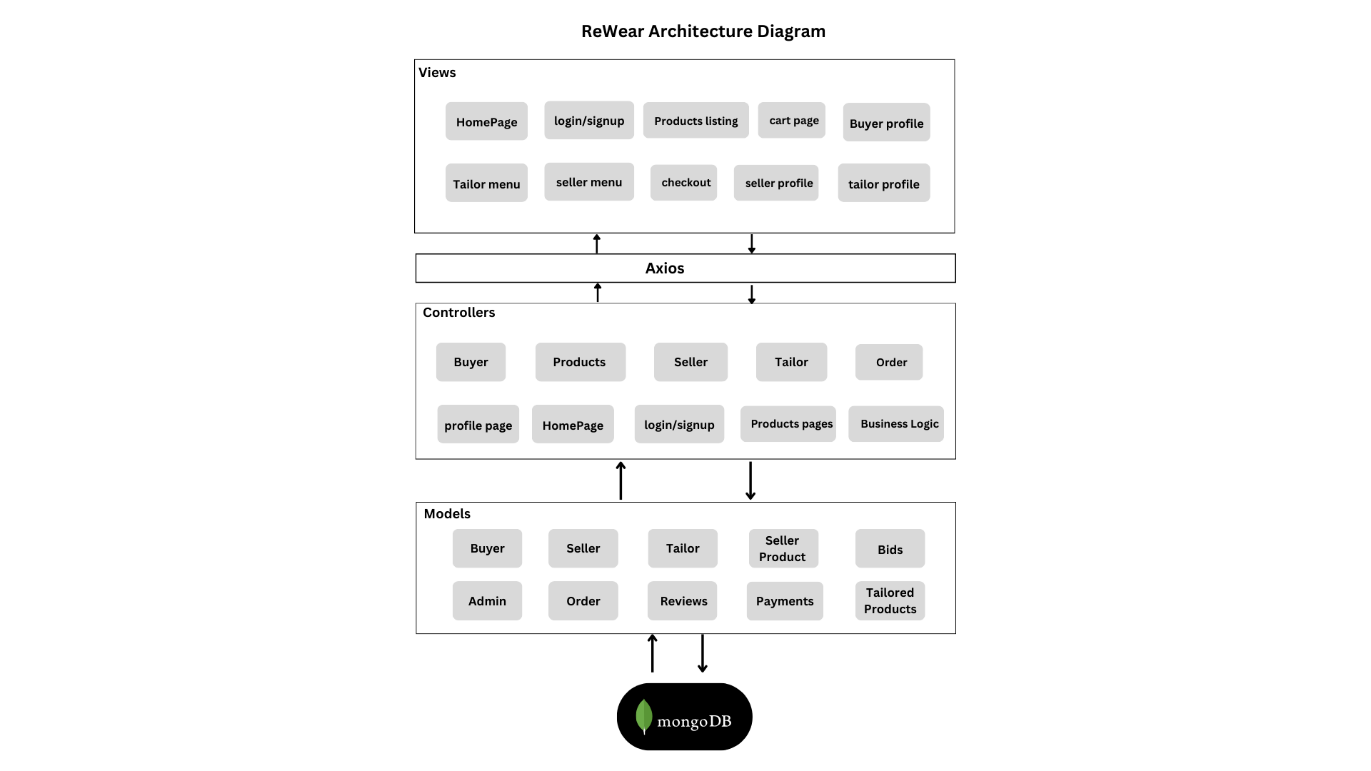 ReWear Architecture Diagram
Views
HomePage
login/signup
Products listing
cart page
Buyer profile
Tailor menu
seller menu
checkout
seller profile
tailor profile
Axios
Controllers
Buyer
Products
Seller
Tailor
Order
profile page
HomePage
login/signup
Products pages
Business Logic
Models
Buyer
Seller
Tailor
Seller
Product
Bids
Admin
Order
Reviews
Payments
Tailored
Products
mongoDB